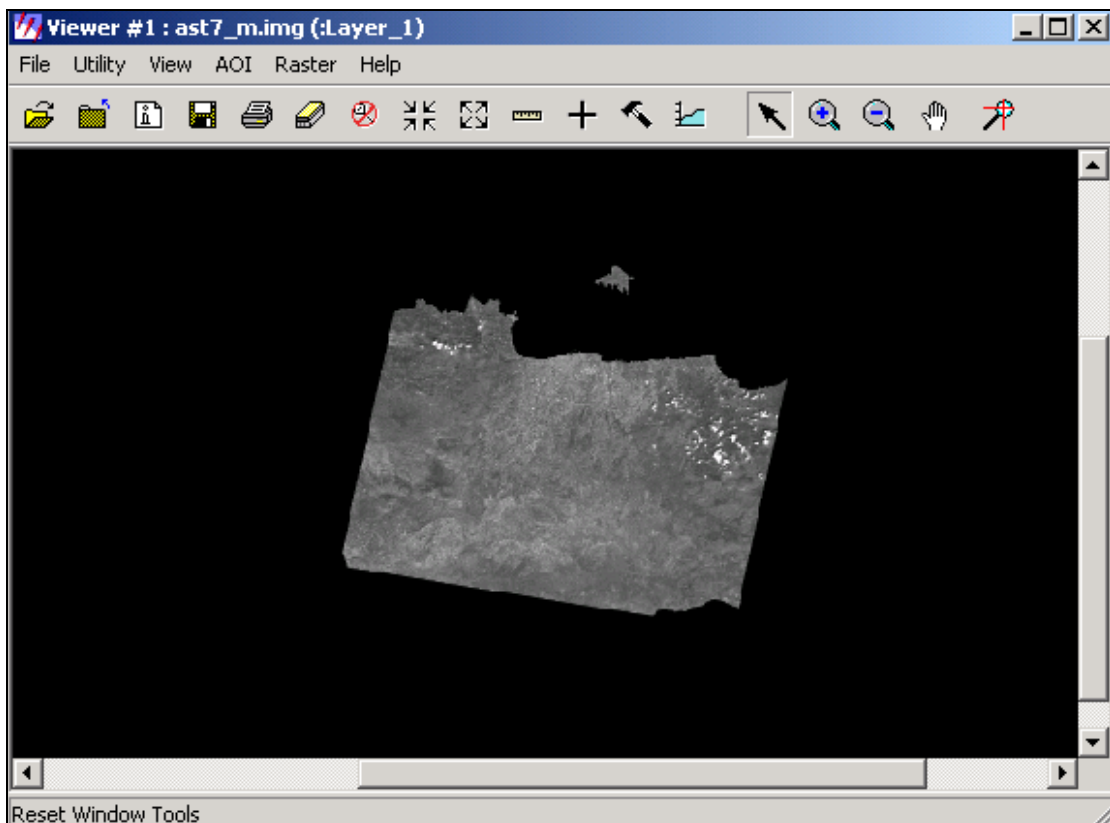 Viewer #1 : ast7_m.img (:Layer_1)
File Utility View AOI Raster Help
Reset Window Tools